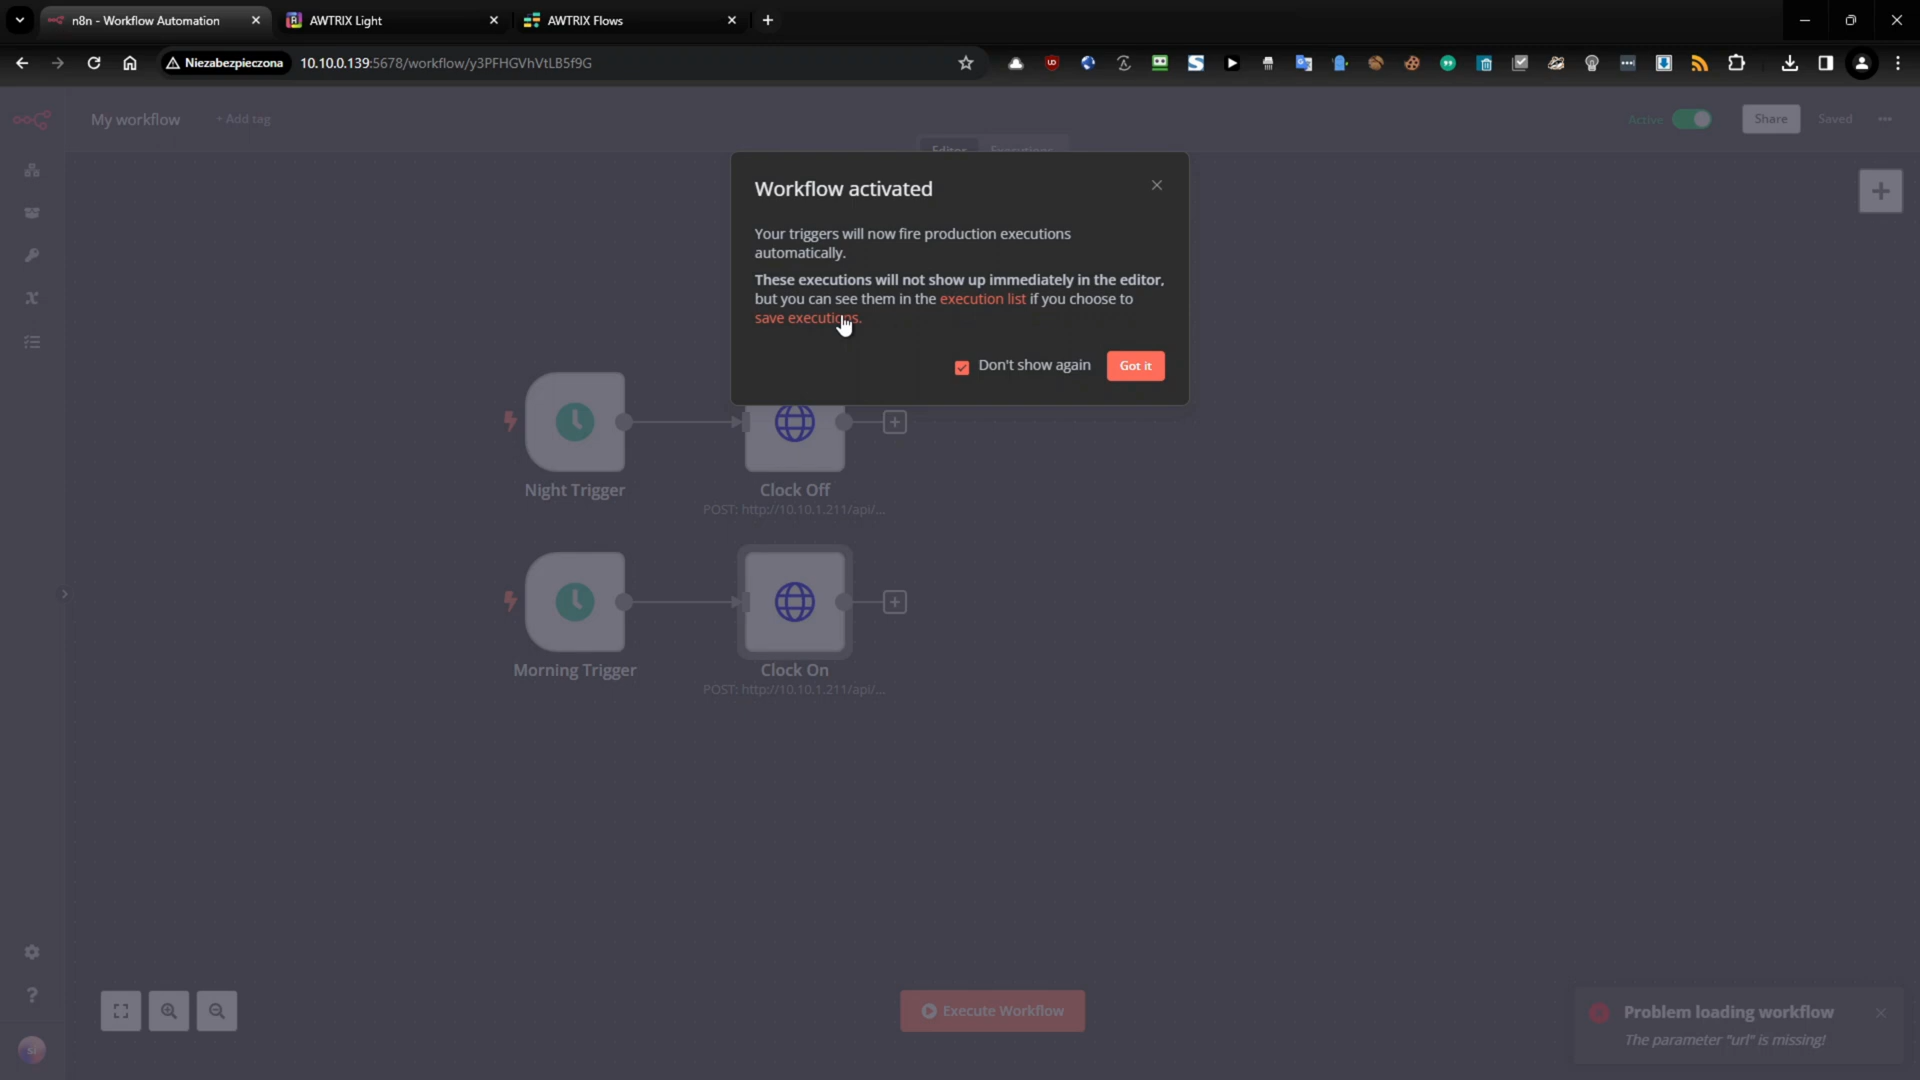 n8n - Workflow Automation
AWTRIX Light
AWTRIX Flows
Niezabezpieczona
10.10.0.139:5678/workflow/y3PFHGVhVtLB5f9G
My workflow
+ Add tag
Active
Share
Saved
Editor
Executions
Workflow activated
Your triggers will now fire production executions
automatically.
These executions will not show up immediately in the editor,
but you can see them in the execution list if you choose to
save executions.
Don't show again
Got it
Night Trigger
Clock Off
POST: http://10.10.1.211/api/...
Morning Trigger
Clock On
POST: http://10.10.1.211/api/...
Execute Workflow
Problem loading workflow
The parameter "url" is missing!